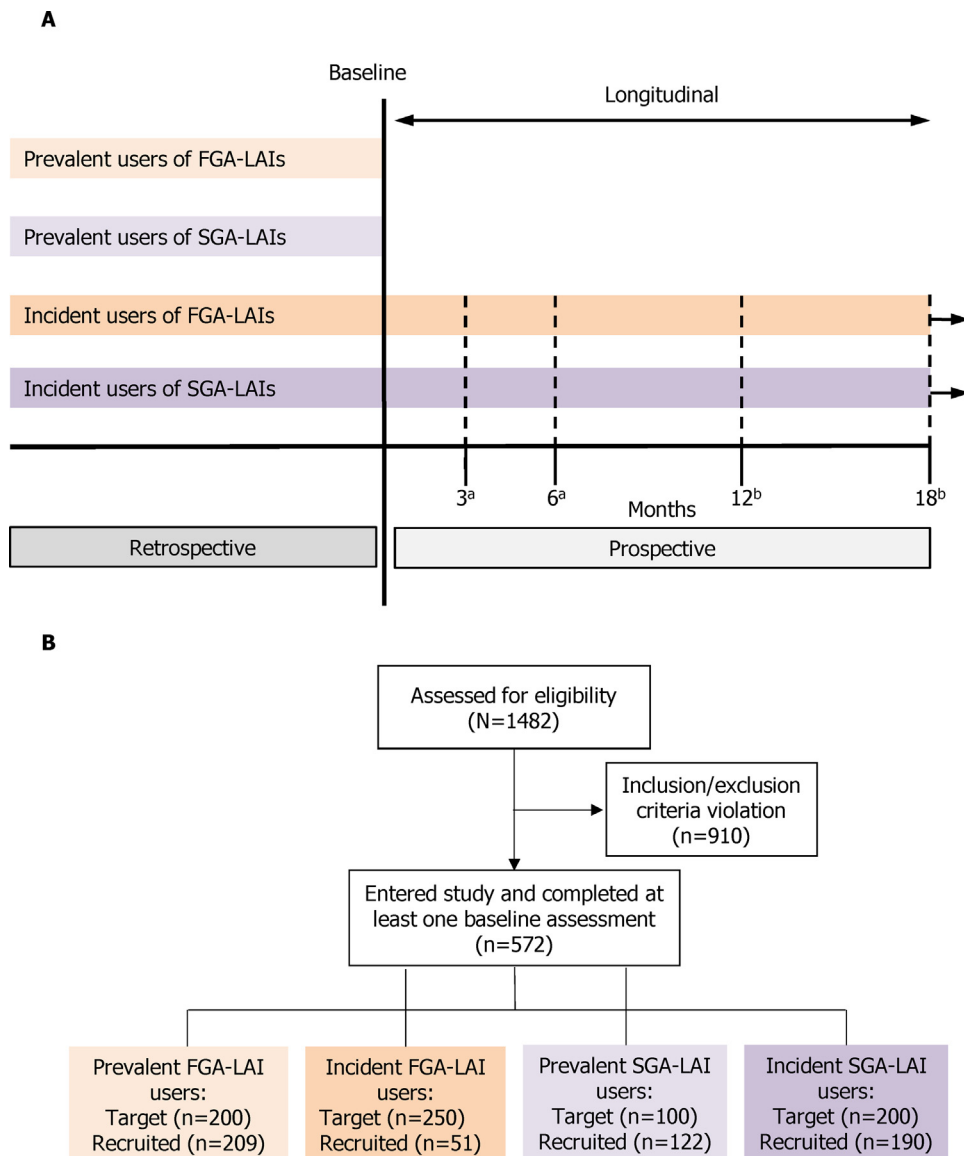 A
Baseline
Longitudinal
Prevalent users of FGA-LAIs
Prevalent users of SGA-LAIs
Incident users of FGA-LAIs
Incident users of SGA-LAIs
3ᵃ 6ᵃ 12ᵇ 18ᵇ
Months
Retrospective Prospective
B
Assessed for eligibility
(N=1482)
Inclusion/exclusion
criteria violation
(n=910)
Entered study and completed at
least one baseline assessment
(n=572)
Prevalent FGA-LAI
users:
Target (n=200)
Recruited (n=209)
Incident FGA-LAI
users:
Target (n=250)
Recruited (n=51)
Prevalent SGA-LAI
users:
Target (n=100)
Recruited (n=122)
Incident SGA-LAI
users:
Target (n=200)
Recruited (n=190)